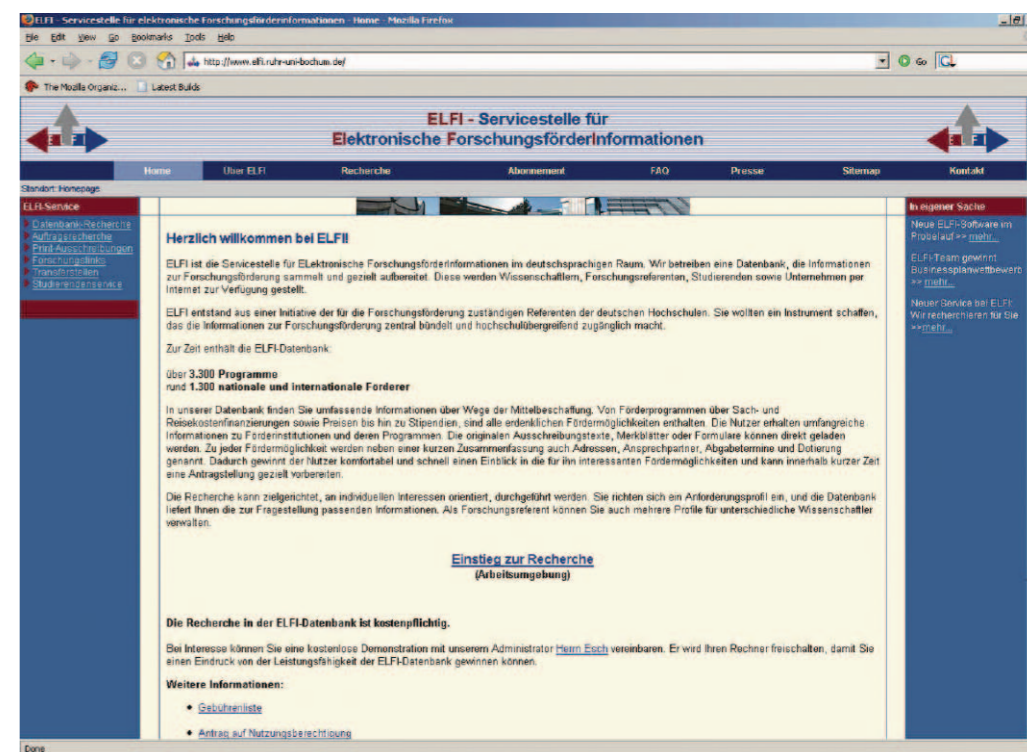 ELFI - Servicestelle für elektronische Forschungsförderinformationen - Home - Mozilla Firefox
File Edit View Go Bookmarks Tools Help
http://www.elfi.ruhr-uni-bochum.de/
Go
The Mozilla Organiz... Latest Builds
ELFI - Servicestelle für
Elektronische ForschungsförderInformationen
Home Über ELFI Recherche Abonnement FAQ Presse Sitemap Kontakt
Standort: Homepage
ELFI-Service
Datenbank-Recherche
Auftragsrecherche
Print-Ausschreibungen
Forschungslinks
Transferstellen
Studierendenservice
Herzlich willkommen bei ELFI!
ELFI ist die Servicestelle für ELektronische Forschungsförderinformationen im deutschsprachigen Raum. Wir betreiben eine Datenbank, die Informationen
zur Forschungsförderung sammelt und gezielt aufbereitet. Diese werden Wissenschaftlern, Forschungsreferenten, Studierenden sowie Unternehmen per
Internet zur Verfügung gestellt.
ELFI entstand aus einer Initiative der für die Forschungsförderung zuständigen Referenten der deutschen Hochschulen. Sie wollten ein Instrument schaffen,
das die Informationen zur Forschungsförderung zentral bündelt und hochschulübergreifend zugänglich macht.
Zur Zeit enthält die ELFI-Datenbank:
über 3.300 Programme
rund 1.300 nationale und internationale Förderer
In unserer Datenbank finden Sie umfassende Informationen über Wege der Mittelbeschaffung. Von Förderprogrammen über Sach- und
Reisekostenfinanzierungen sowie Preisen bis hin zu Stipendien, sind alle erdenklichen Fördermöglichkeiten enthalten. Die Nutzer erhalten umfangreiche
Informationen zu Förderinstitutionen und deren Programmen. Die originalen Ausschreibungstexte, Merkblätter oder Formulare können direkt geladen
werden. Zu jeder Fördermöglichkeit werden neben einer kurzen Zusammenfassung auch Adressen, Ansprechpartner, Abgabetermine und Dotierung
genannt. Dadurch gewinnt der Nutzer komfortabel und schnell einen Einblick in die für ihn interessanten Fördermöglichkeiten und kann innerhalb kurzer Zeit
eine Antragstellung gezielt vorbereiten.
Die Recherche kann zielgerichtet, an individuellen Interessen orientiert, durchgeführt werden. Sie richten sich ein Anforderungsprofil ein, und die Datenbank
liefert Ihnen die zur Fragestellung passenden Informationen. Als Forschungsreferent können Sie auch mehrere Profile für unterschiedliche Wissenschaftler
verwalten.
Einstieg zur Recherche
(Arbeitsumgebung)
Die Recherche in der ELFI-Datenbank ist kostenpflichtig.
Bei Interesse können Sie eine kostenlose Demonstration mit unserem Administrator Herrn Esch vereinbaren. Er wird Ihren Rechner freischalten, damit Sie
einen Eindruck von der Leistungsfähigkeit der ELFI-Datenbank gewinnen können.
Weitere Informationen:
Gebührenliste
Antrag auf Nutzungsberechtigung
In eigener Sache
Neue ELFI-Software im
Probelauf >> mehr...
ELFI-Team gewinnt
Businessplanwettbewerb
>> mehr...
Neuer Service bei ELFI:
Wir recherchieren für Sie
>>mehr...
Done